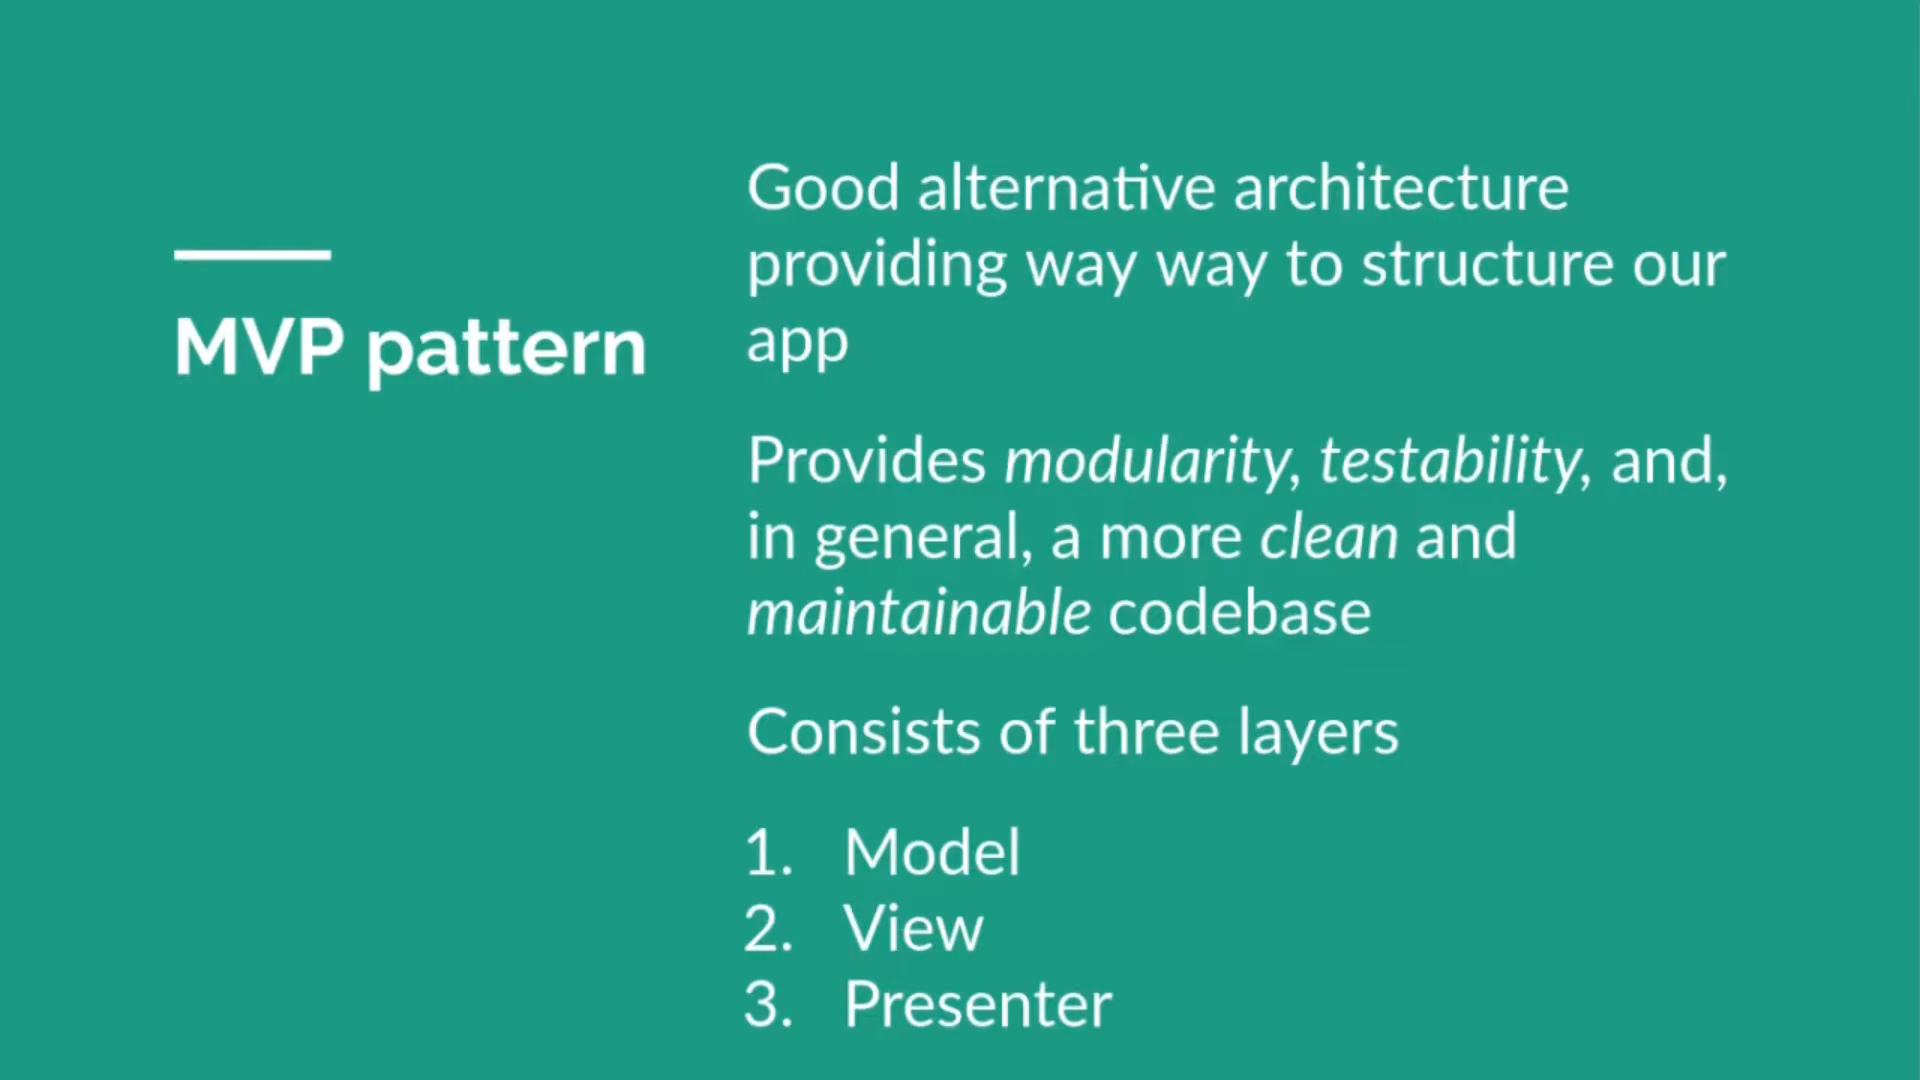 MVP pattern
Good alternative architecture
providing way way to structure our
app
Provides modularity, testability, and,
in general, a more clean and
maintainable codebase
Consists of three layers
1. Model
2. View
3. Presenter